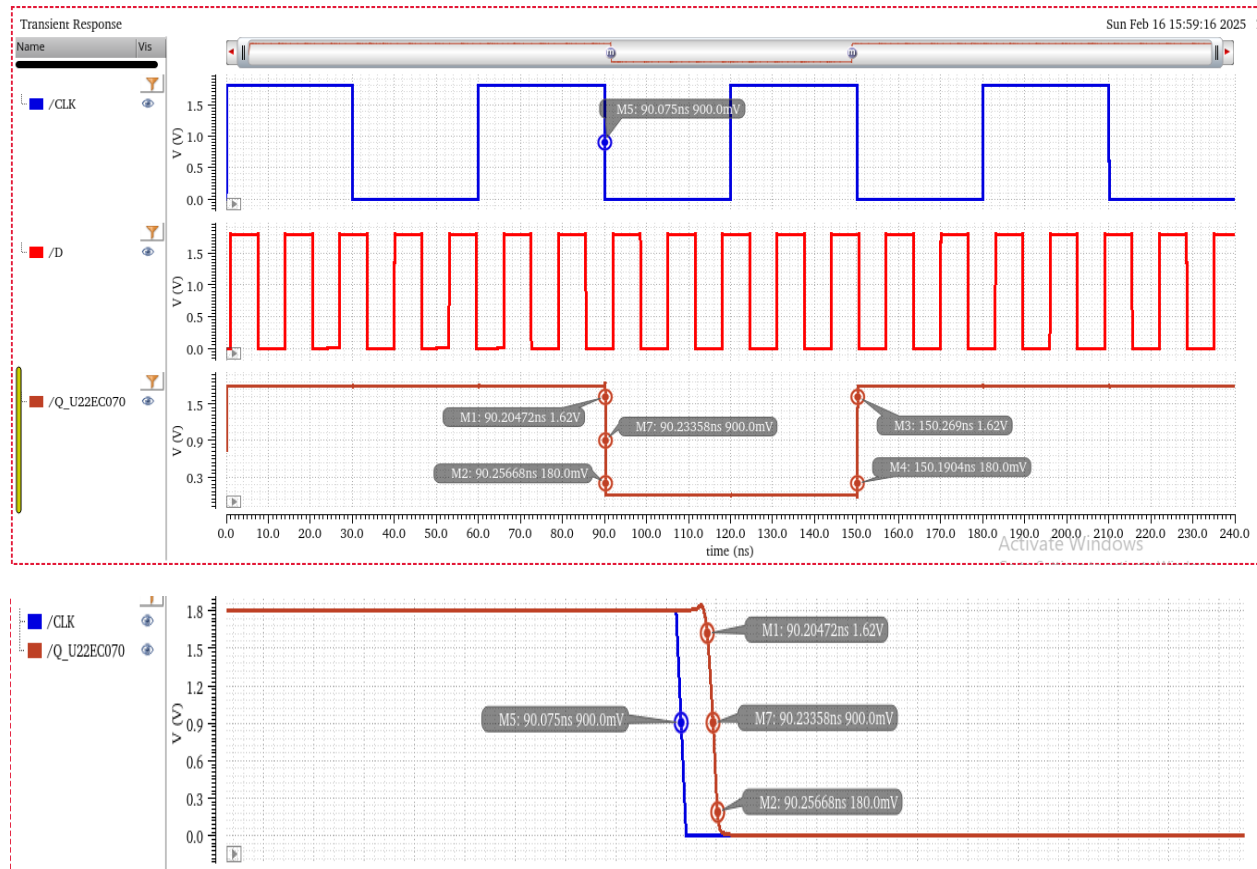 Transient Response
Sun Feb 16 15:59:16 2025
Name Vis
/CLK
V (V)
1.5
1.0
0.5
0.0
M5: 90.075ns 900.0mV
/D
V (V)
1.5
1.0
0.5
0.0
/Q_U22EC070
V (V)
1.5
0.9
0.3
M1: 90.20472ns 1.62V
M7: 90.23358ns 900.0mV
M3: 150.269ns 1.62V
M2: 90.25668ns 180.0mV
M4: 150.1904ns 180.0mV
0.0 10.0 20.0 30.0 40.0 50.0 60.0 70.0 80.0 90.0 100.0 110.0 120.0 130.0 140.0 150.0 160.0 170.0 180.0 190.0 200.0 210.0 220.0 230.0 240.0
time (ns)
Activate Windows
/CLK
/Q_U22EC070
V (V)
1.8
1.5
1.2
0.9
0.6
0.3
0.0
M1: 90.20472ns 1.62V
M5: 90.075ns 900.0mV
M7: 90.23358ns 900.0mV
M2: 90.25668ns 180.0mV